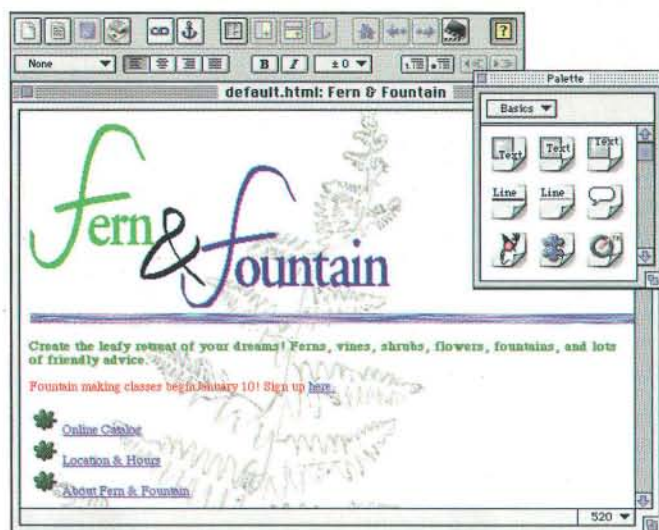 ?
None
B
I
± 0
Palette
default.html: Fern & Fountain
Basics
Text
Text
Text
Line
Line
Fern
&
fountain
Create the leafy retreat of your dreams! Ferns, vines, shrubs, flowers, fountains, and lots
of friendly advice.
Fountain making classes begin January 10! Sign up here.
Online Catalog
Location & Hours
About Fern & Fountain
520